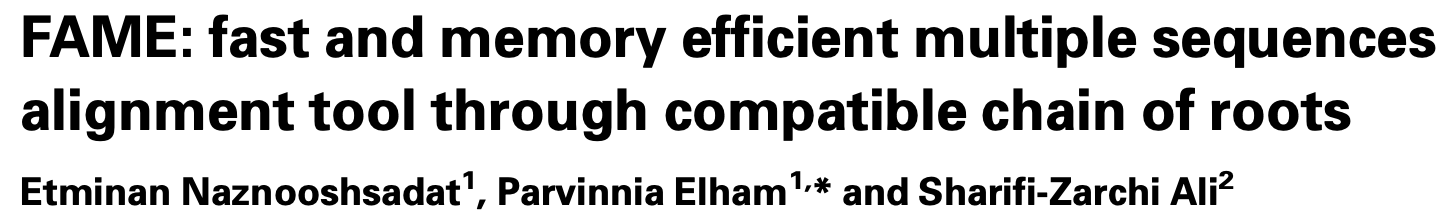 FAME: fast and memory efficient multiple sequences
alignment tool through compatible chain of roots
Etminan Naznooshsadat¹, Parvinnia Elham¹,* and Sharifi-Zarchi Ali²